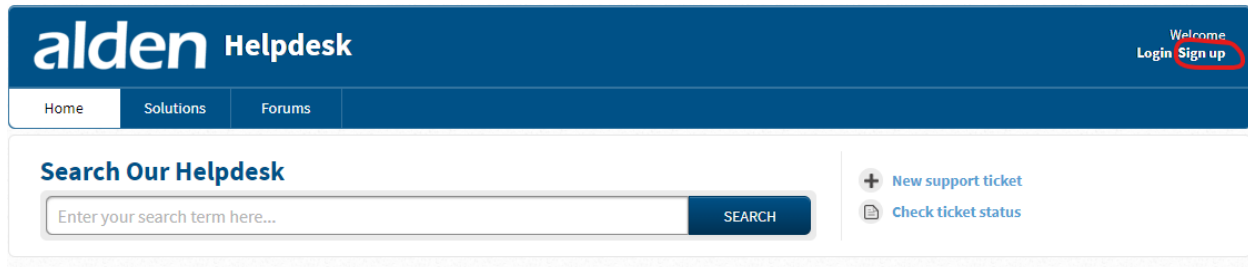 alden Helpdesk
Welcome
Login Sign up
Home Solutions Forums
Search Our Helpdesk
Enter your search term here... SEARCH
New support ticket
Check ticket status